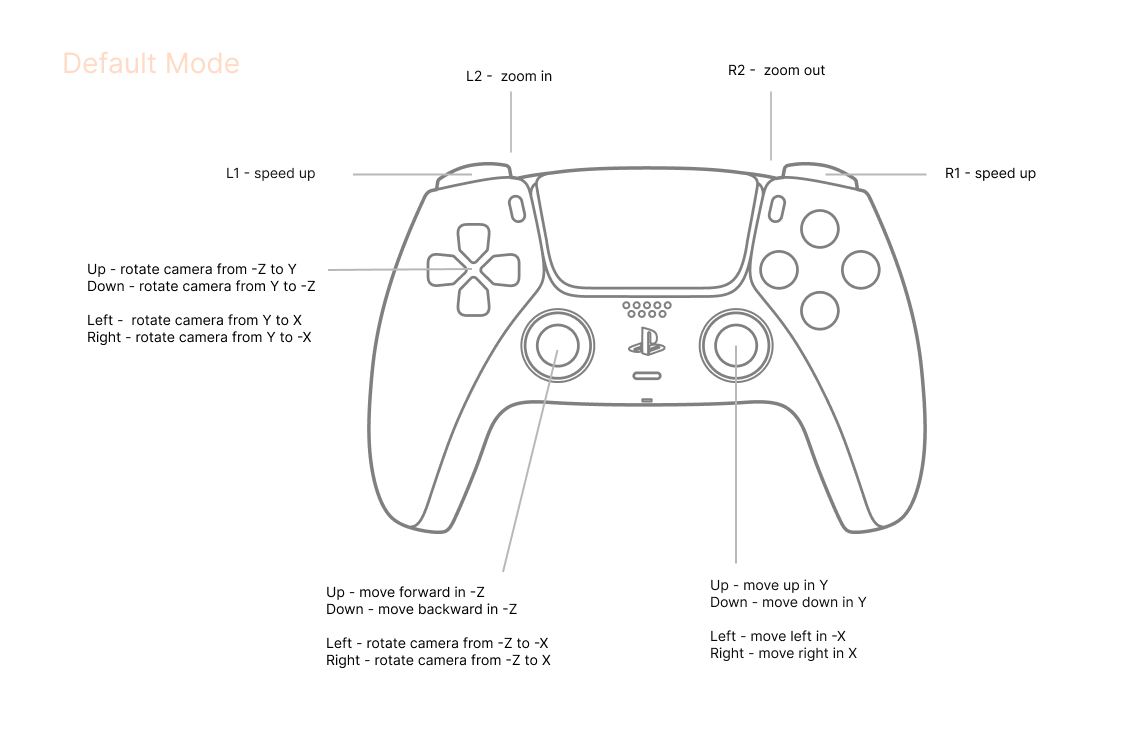 Default Mode
L2 -  zoom in
R2 -  zoom out
L1 - speed up
R1 - speed up
Up - rotate camera from -Z to Y
Down - rotate camera from Y to -Z
Left -  rotate camera from Y to X
Right - rotate camera from Y to -X
Up - move forward in -Z
Down - move backward in -Z
Left - rotate camera from -Z to -X
Right - rotate camera from -Z to X
Up - move up in Y
Down - move down in Y
Left - move left in -X
Right - move right in X